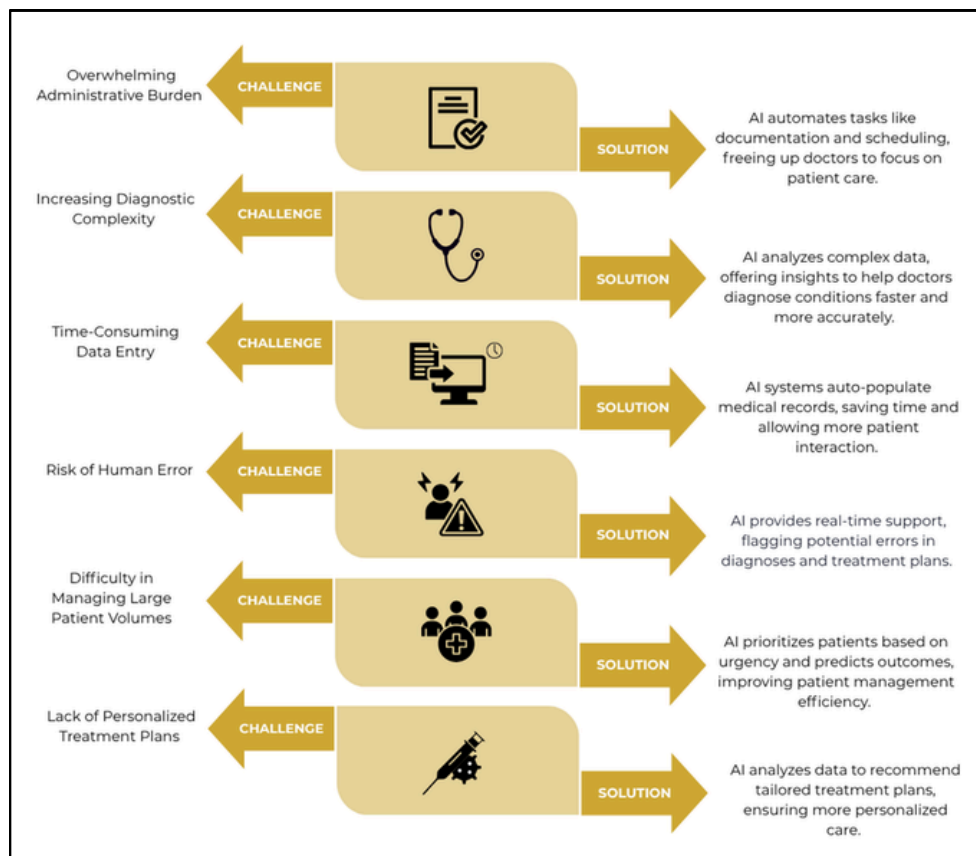 Overwhelming
Administrative Burden
CHALLENGE
SOLUTION
AI automates tasks like
documentation and scheduling,
freeing up doctors to focus on
patient care.
Increasing Diagnostic
Complexity
CHALLENGE
SOLUTION
AI analyzes complex data,
offering insights to help doctors
diagnose conditions faster and
more accurately.
Time-Consuming
Data Entry
CHALLENGE
SOLUTION
AI systems auto-populate
medical records, saving time and
allowing more patient
interaction.
Risk of Human Error
CHALLENGE
SOLUTION
AI provides real-time support,
flagging potential errors in
diagnoses and treatment plans.
Difficulty in
Managing Large
Patient Volumes
CHALLENGE
SOLUTION
AI prioritizes patients based on
urgency and predicts outcomes,
improving patient management
efficiency.
Lack of Personalized
Treatment Plans
CHALLENGE
SOLUTION
AI analyzes data to recommend
tailored treatment plans,
ensuring more personalized
care.